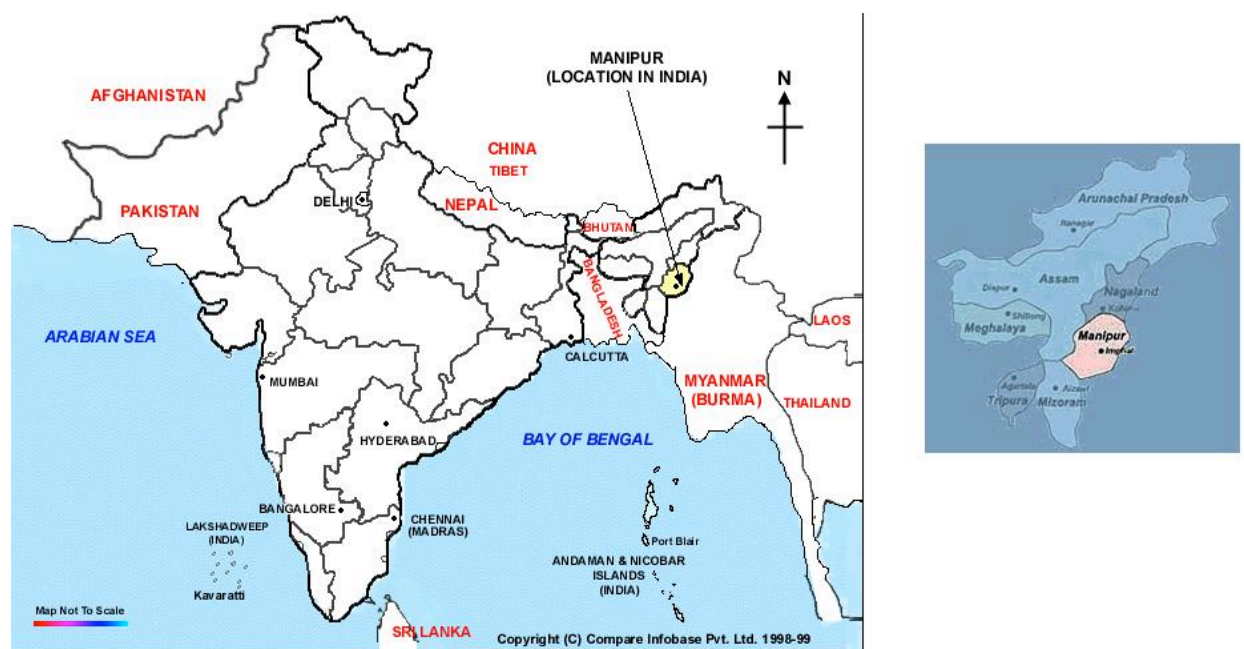 MANIPUR
(LOCATION IN INDIA)
N
AFGHANISTAN
CHINA
TIBET
DELHI
NEPAL
PAKISTAN
BHUTAN
BANGLADESH
LAOS
ARABIAN SEA
CALCUTTA
MUMBAI
MYANMAR
(BURMA)
THAILAND
HYDERABAD
BAY OF BENGAL
BANGALORE
CHENNAI
(MADRAS)
LAKSHADWEEP
(INDIA)
Port Blair
ANDAMAN & NICOBAR
ISLANDS
(INDIA)
Kavaratti
Map Not To Scale
SRI LANKA
Copyright (C) Compare Infobase Pvt. Ltd. 1998-99
Arunachal Pradesh
Assam
Dispur
Nagaland
Shillong
Meghalaya
Manipur
Imphal
Agartala
Aizawl
Tripura
Mizoram